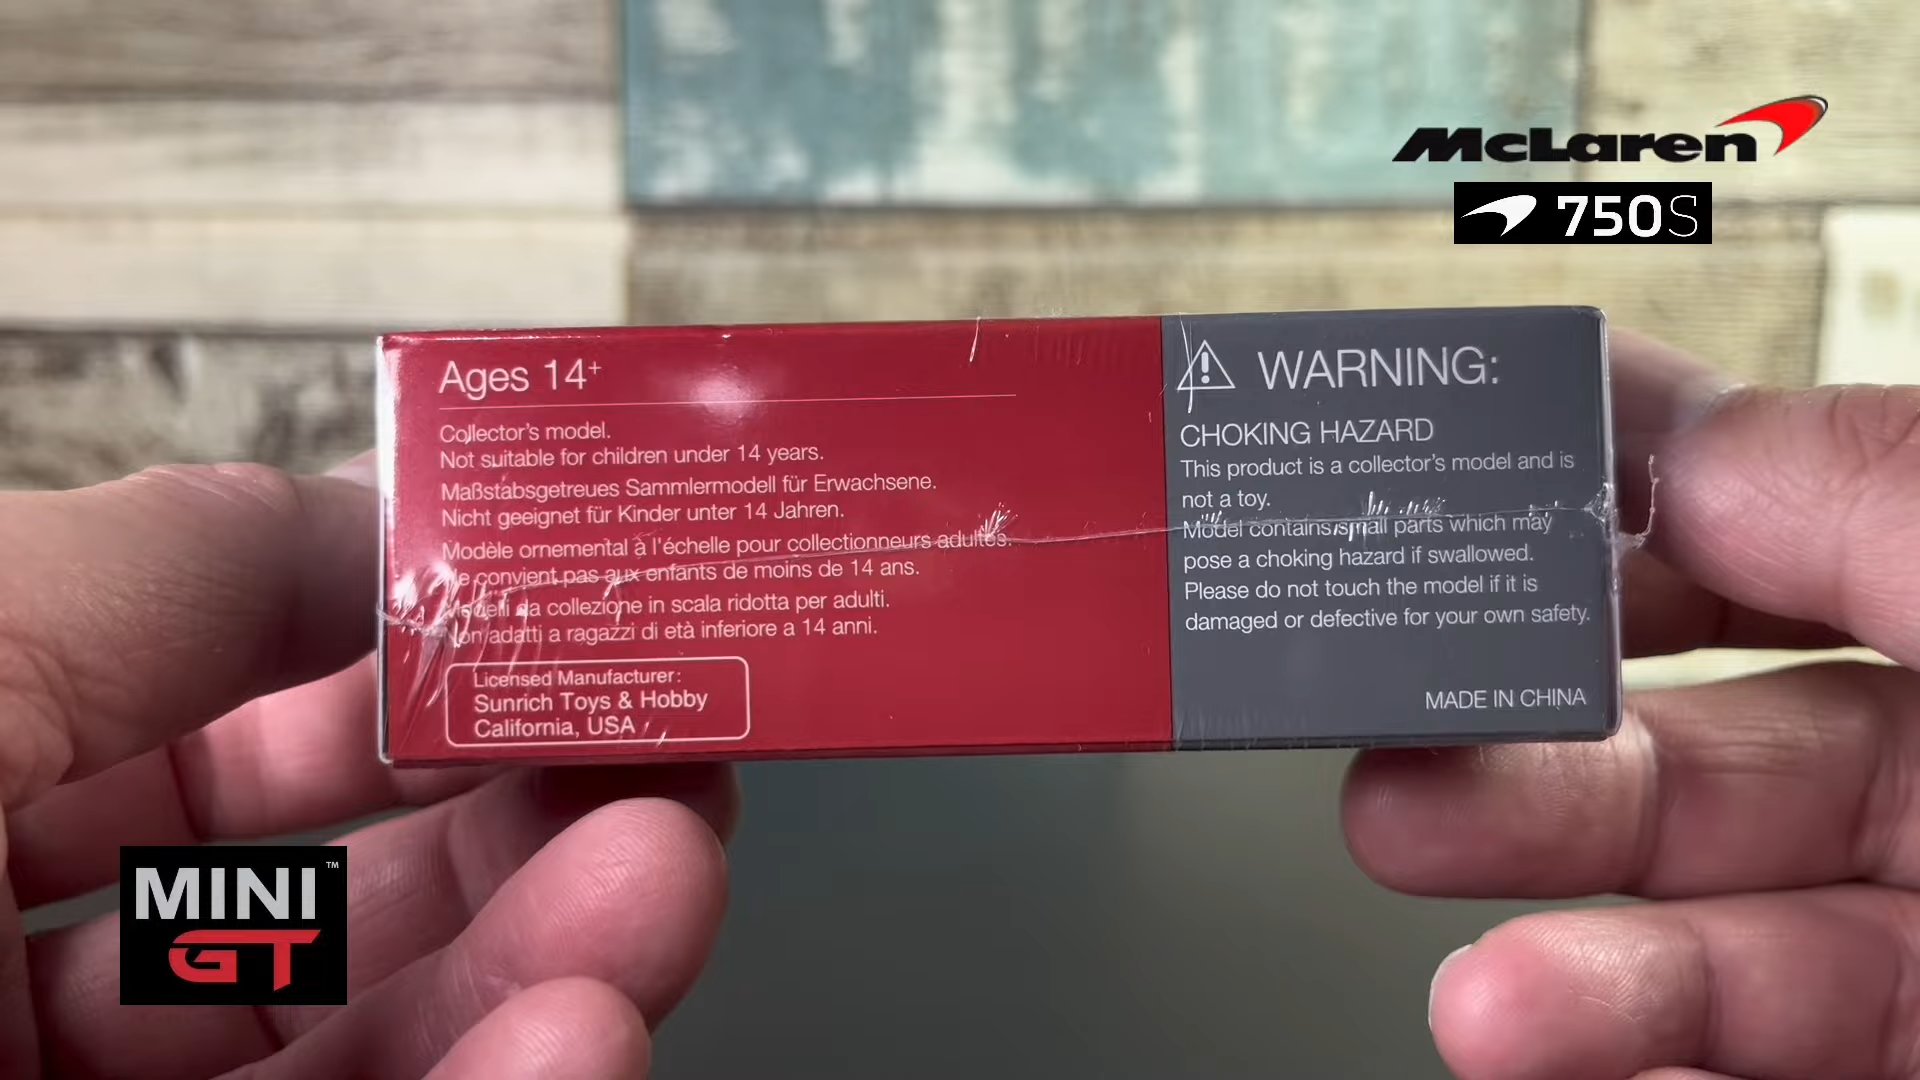 McLaren
750S
Ages 14+
Collector's model.
Not suitable for children under 14 years.
Maßstabsgetreues Sammlermodell für Erwachsene.
Nicht geeignet für Kinder unter 14 Jahren.
Modèle ornemental à l'échelle pour collectionneurs adultes.
Ne convient pas aux enfants de moins de 14 ans.
Modelli da collezione in scala ridotta per adulti.
Non adatti a ragazzi di età inferiore a 14 anni.
Licensed Manufacturer:
Sunrich Toys & Hobby
California, USA
WARNING:
CHOKING HAZARD
This product is a collector's model and is
not a toy.
Model contains small parts which may
pose a choking hazard if swallowed.
Please do not touch the model if it is
damaged or defective for your own safety.
MADE IN CHINA
MINI™
GT